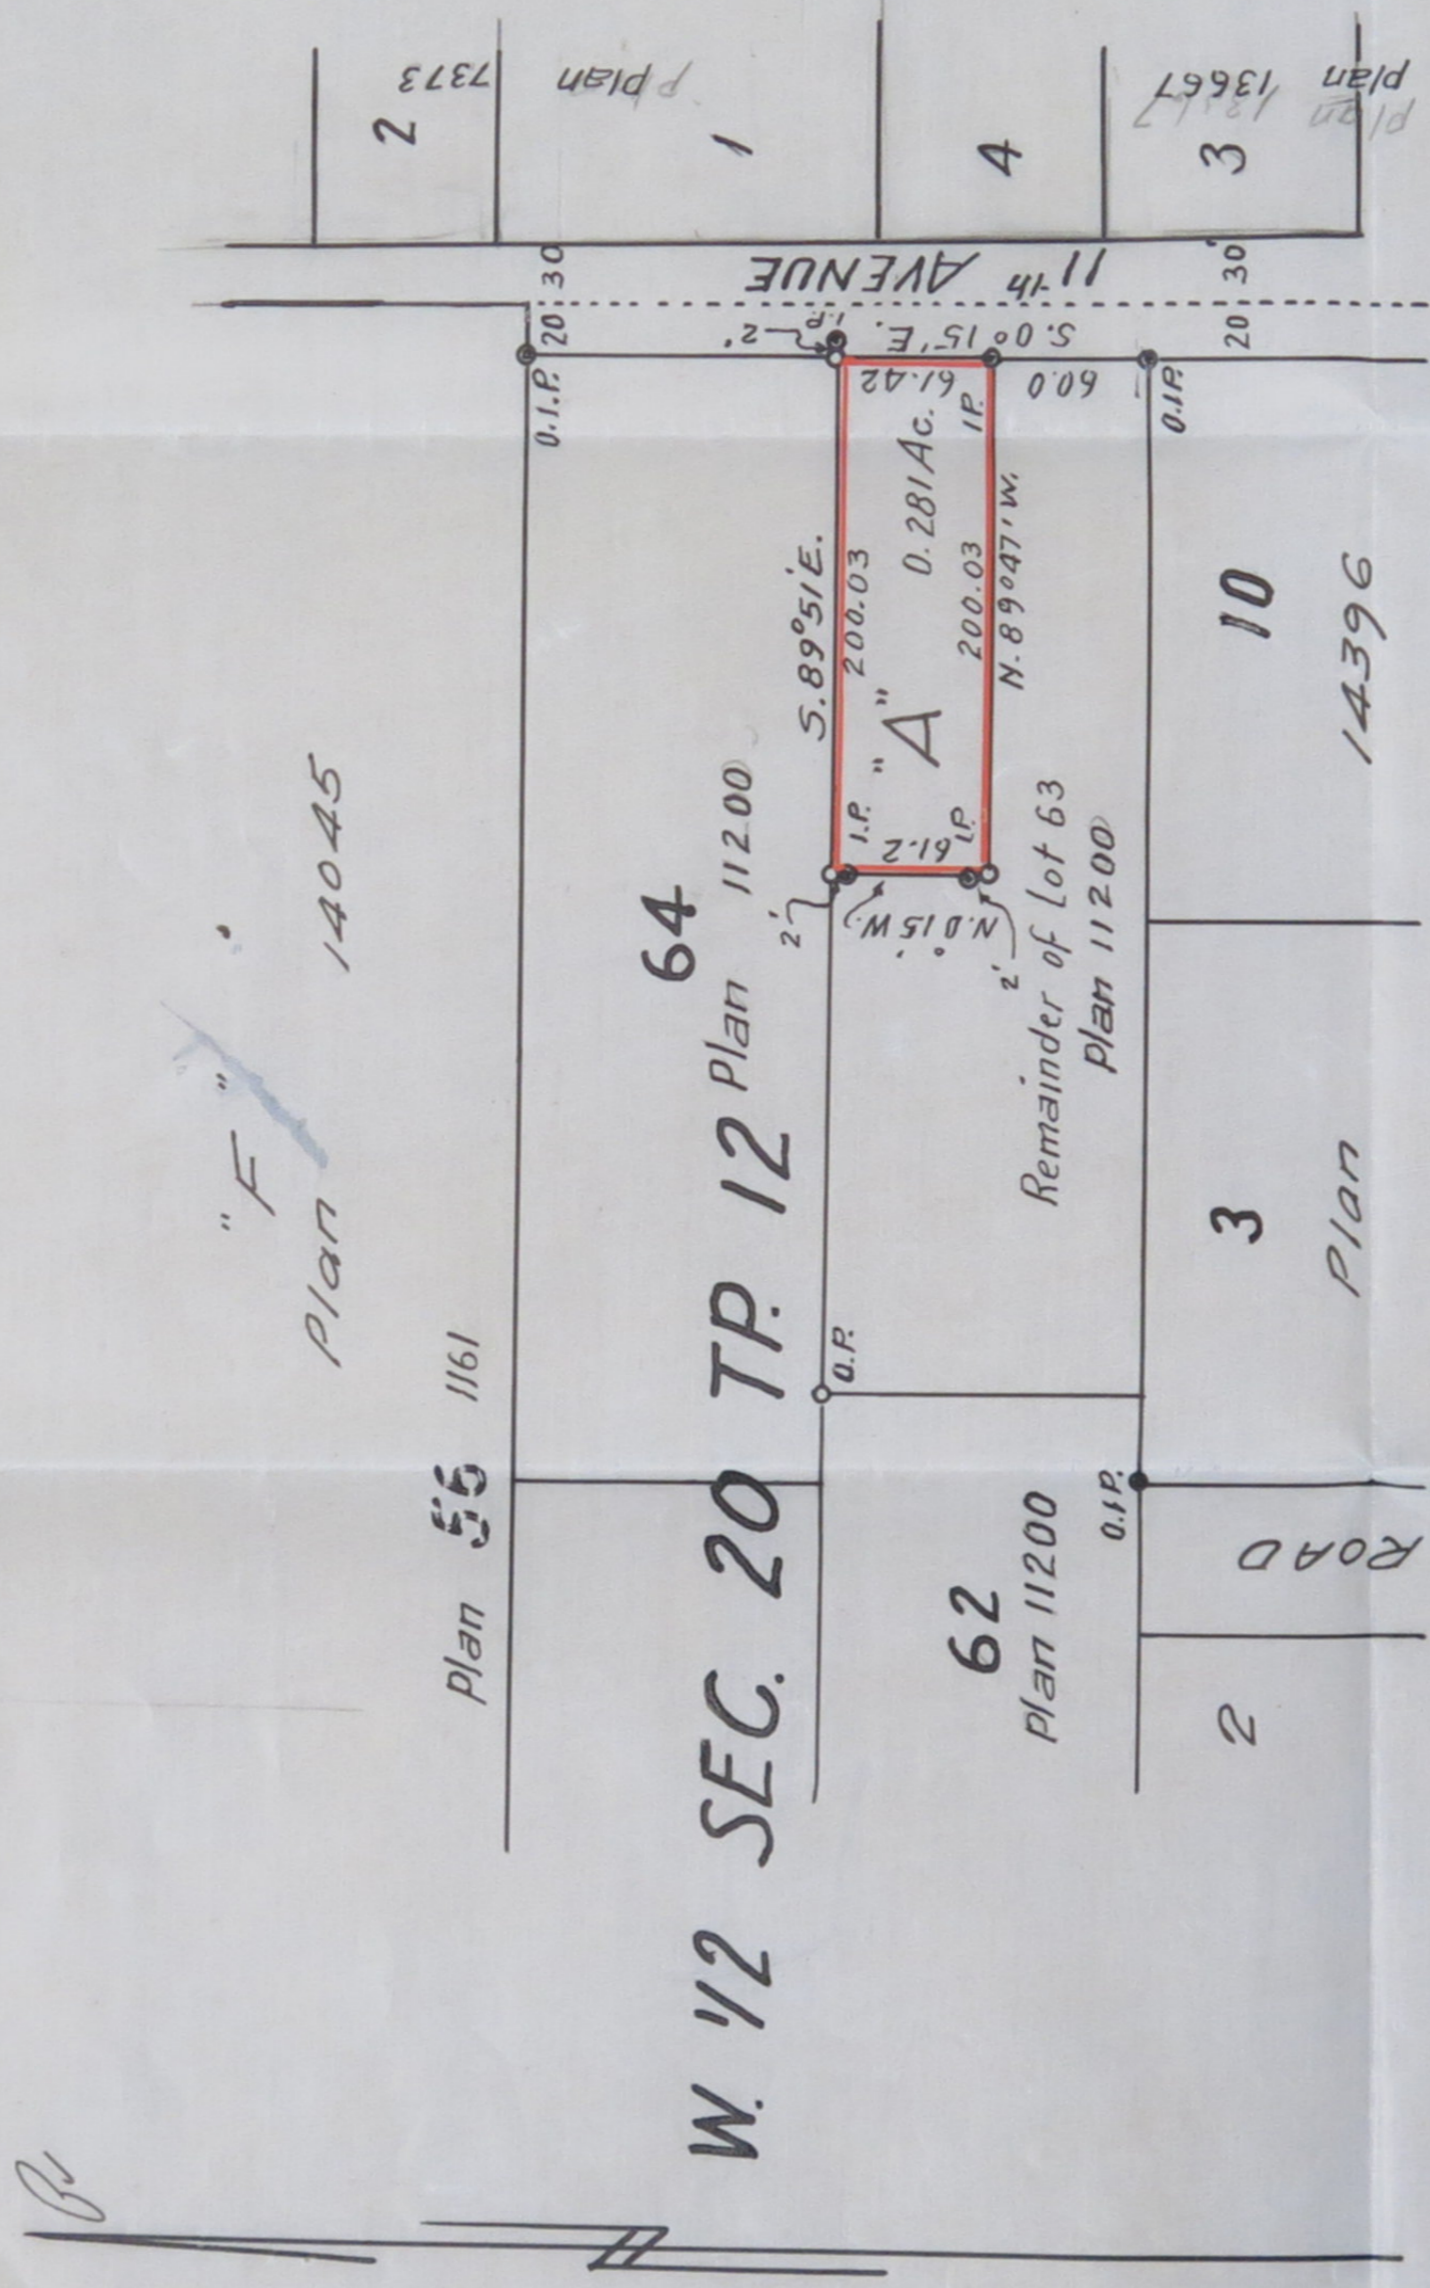 "F"
Plan 14045
Plan 1161
64
Plan 11200
W. 1/2 SEC. 20 TP. 12
S. 89°51'E.
200.03
"A"
0.281 Ac.
200.03
N. 89°47'W.
61.2
N. 0°15'W.
61.42
60.0
S. 0°15'E.
I.P.
I.P.
I.P.
I.P.
2'
2'
2'
O.I.P.
O.I.P.
O.I.P.
O.P.
Remainder of Lot 63
Plan 11200
62
Plan 11200
2
ROAD
3
10
Plan 14396
11th AVENUE
20
30
20
30'
2
1
Plan 7373
4
3
Plan 13667